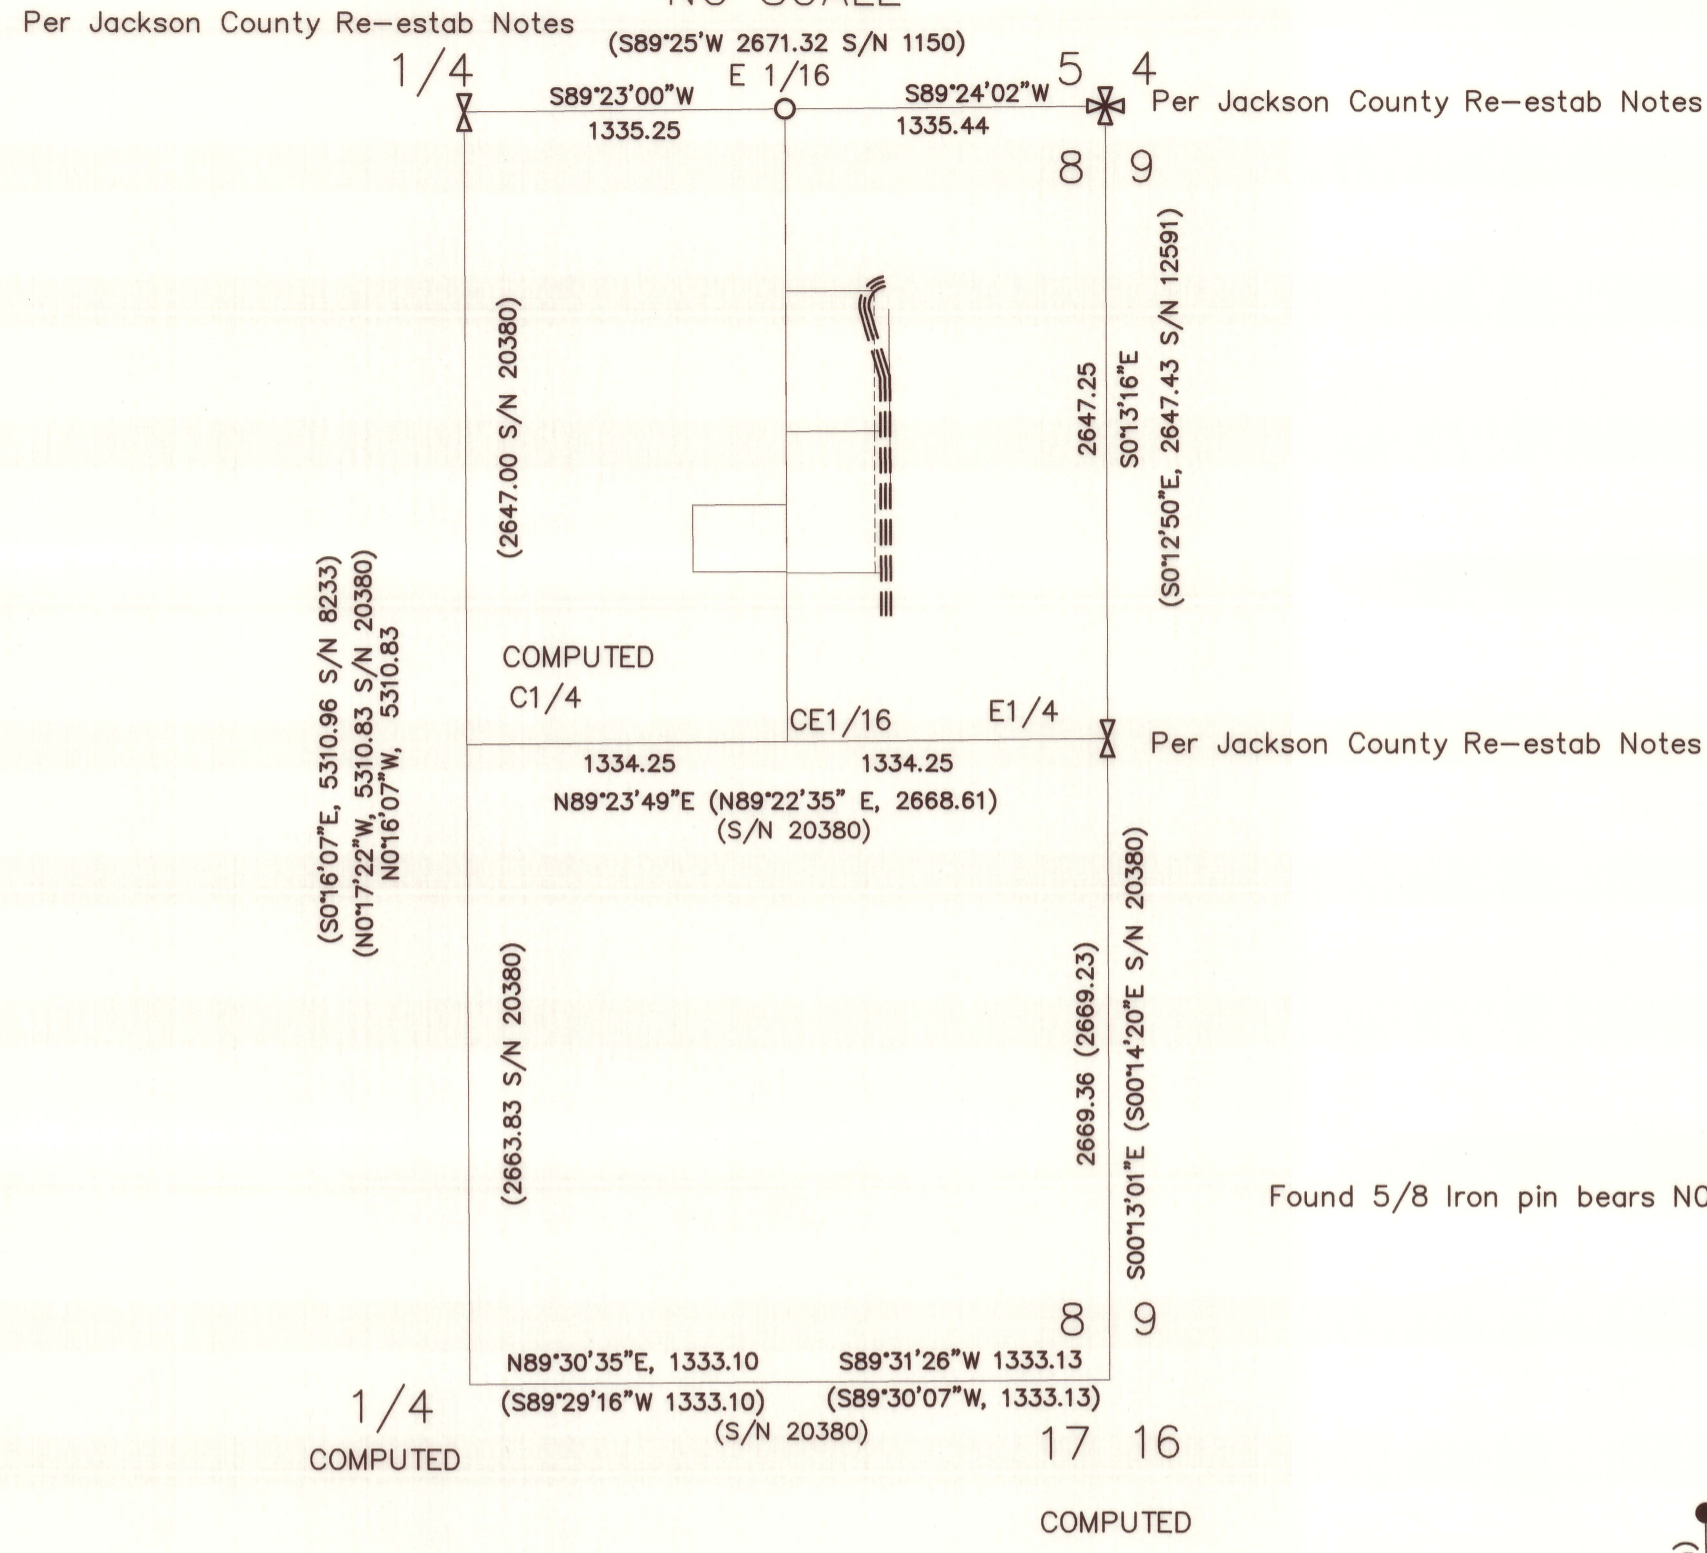 NO SCALE
Per Jackson County Re-estab Notes
(S89°25'W 2671.32 S/N 1150)
1/4
E 1/16
5 4
S89°23'00"W
S89°24'02"W
Per Jackson County Re-estab Notes
1335.25
1335.44
8 9
(2647.00 S/N 20380)
2647.25
S0°13'16"E
(S0°12'50"E, 2647.43 S/N 12591)
(S0°16'07"E, 5310.96 S/N 8233)
(N0°17'22"W, 5310.83 S/N 20380)
N0°16'07"W, 5310.83
COMPUTED
C1/4
CE1/16
E1/4
Per Jackson County Re-estab Notes
1334.25
1334.25
N89°23'49"E (N89°22'35" E, 2668.61)
(S/N 20380)
(2663.83 S/N 20380)
2669.36 (2669.23)
S00°13'01"E (S00°14'20"E S/N 20380)
Found 5/8 Iron pin bears
8 9
N89°30'35"E, 1333.10
S89°31'26"W 1333.13
1/4
(S89°29'16"W 1333.10)
(S89°30'07"W, 1333.13)
(S/N 20380)
17 16
COMPUTED
COMPUTED